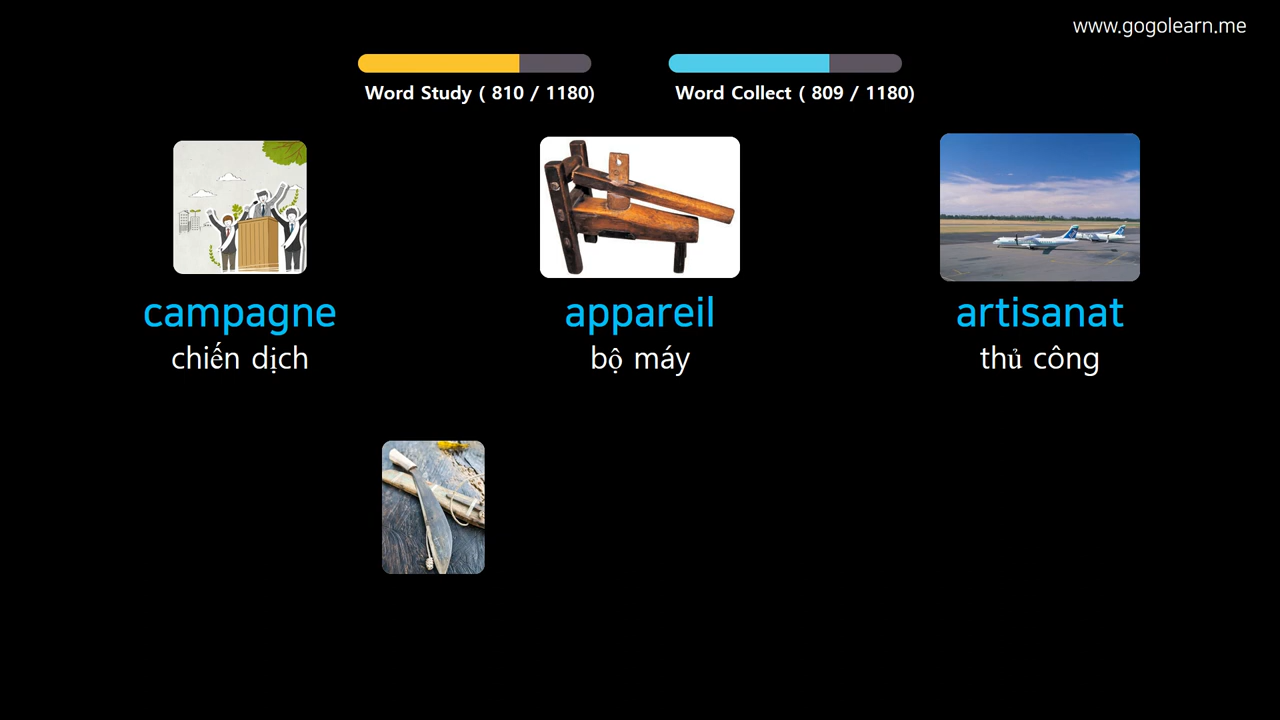 www.gogolearn.me
Word Study ( 810 / 1180)
Word Collect ( 809 / 1180)
campagne
appareil
artisanat
chiến dịch
bộ máy
thủ công